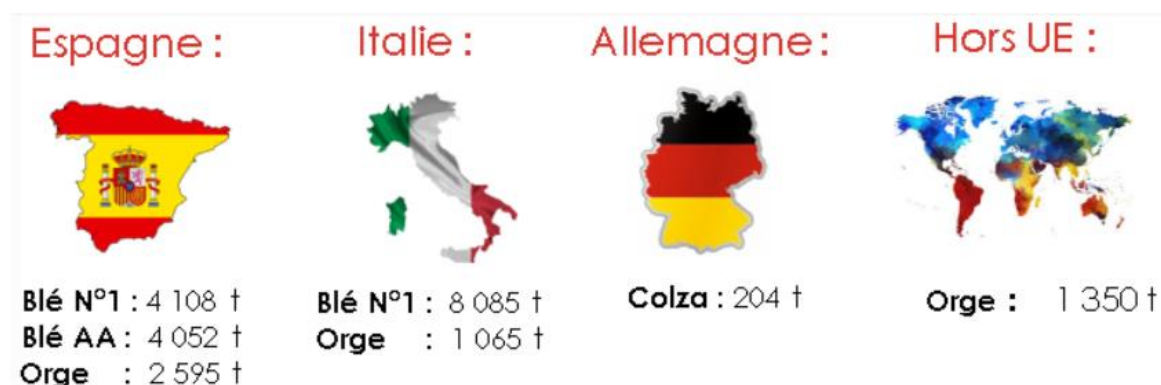 Espagne :
Italie :
Allemagne :
Hors UE :
Blé N°1 : 4 108 t
Blé AA : 4 052 t
Orge : 2 595 t
Blé N°1 : 8 085 t
Orge : 1 065 t
Colza : 204 t
Orge : 1 350 t